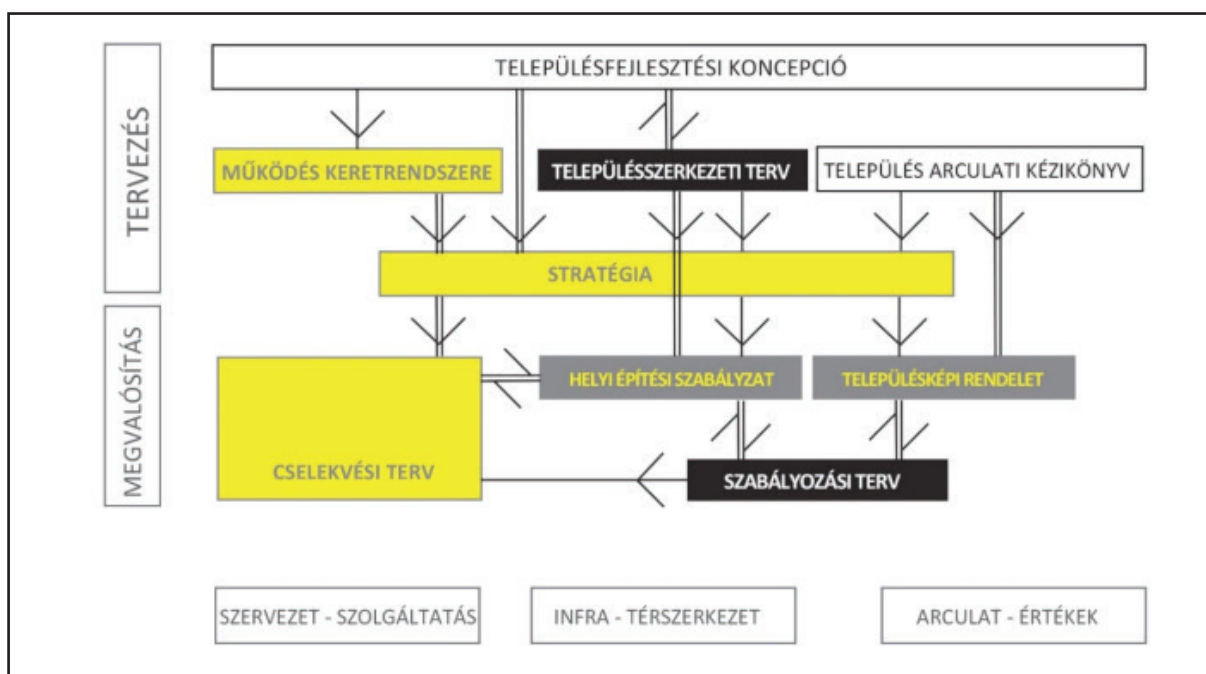 TERVEZÉS
TELEPÜLÉSFEJLESZTÉSI KONCEPCIÓ
MŰKÖDÉS KERETRENDSZERE
TELEPÜLÉSSZERKEZETI TERV
TELEPÜLÉS ARCULATI KÉZIKÖNYV
STRATÉGIA
MEGVALÓSÍTÁS
HELYI ÉPÍTÉSI SZABÁLYZAT
TELEPÜLÉSKÉPI RENDELET
CSELEKVÉSI TERV
SZABÁLYOZÁSI TERV
SZERVEZET - SZOLGÁLTATÁS
INFRA - TÉRSZERKEZET
ARCULAT - ÉRTÉKEK